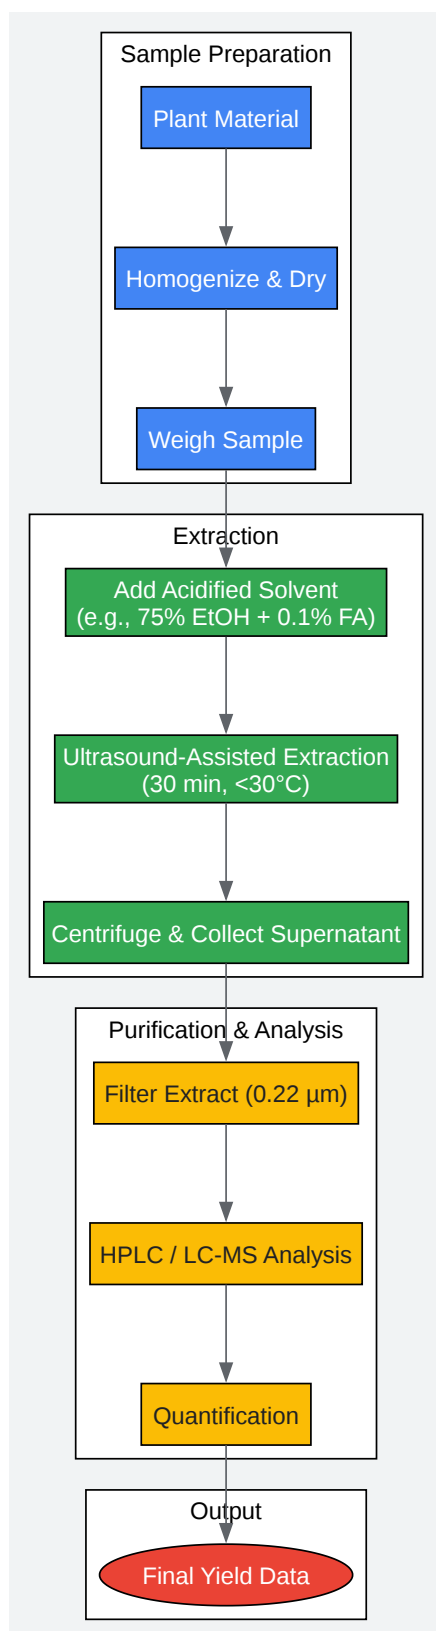 Sample Preparation
Plant Material
Homogenize & Dry
Weigh Sample
Extraction
Add Acidified Solvent
(e.g., 75% EtOH + 0.1% FA)
Ultrasound-Assisted Extraction
(30 min, <30°C)
Centrifuge & Collect Supernatant
Purification & Analysis
Filter Extract (0.22 µm)
HPLC / LC-MS Analysis
Quantification
Output
Final Yield Data